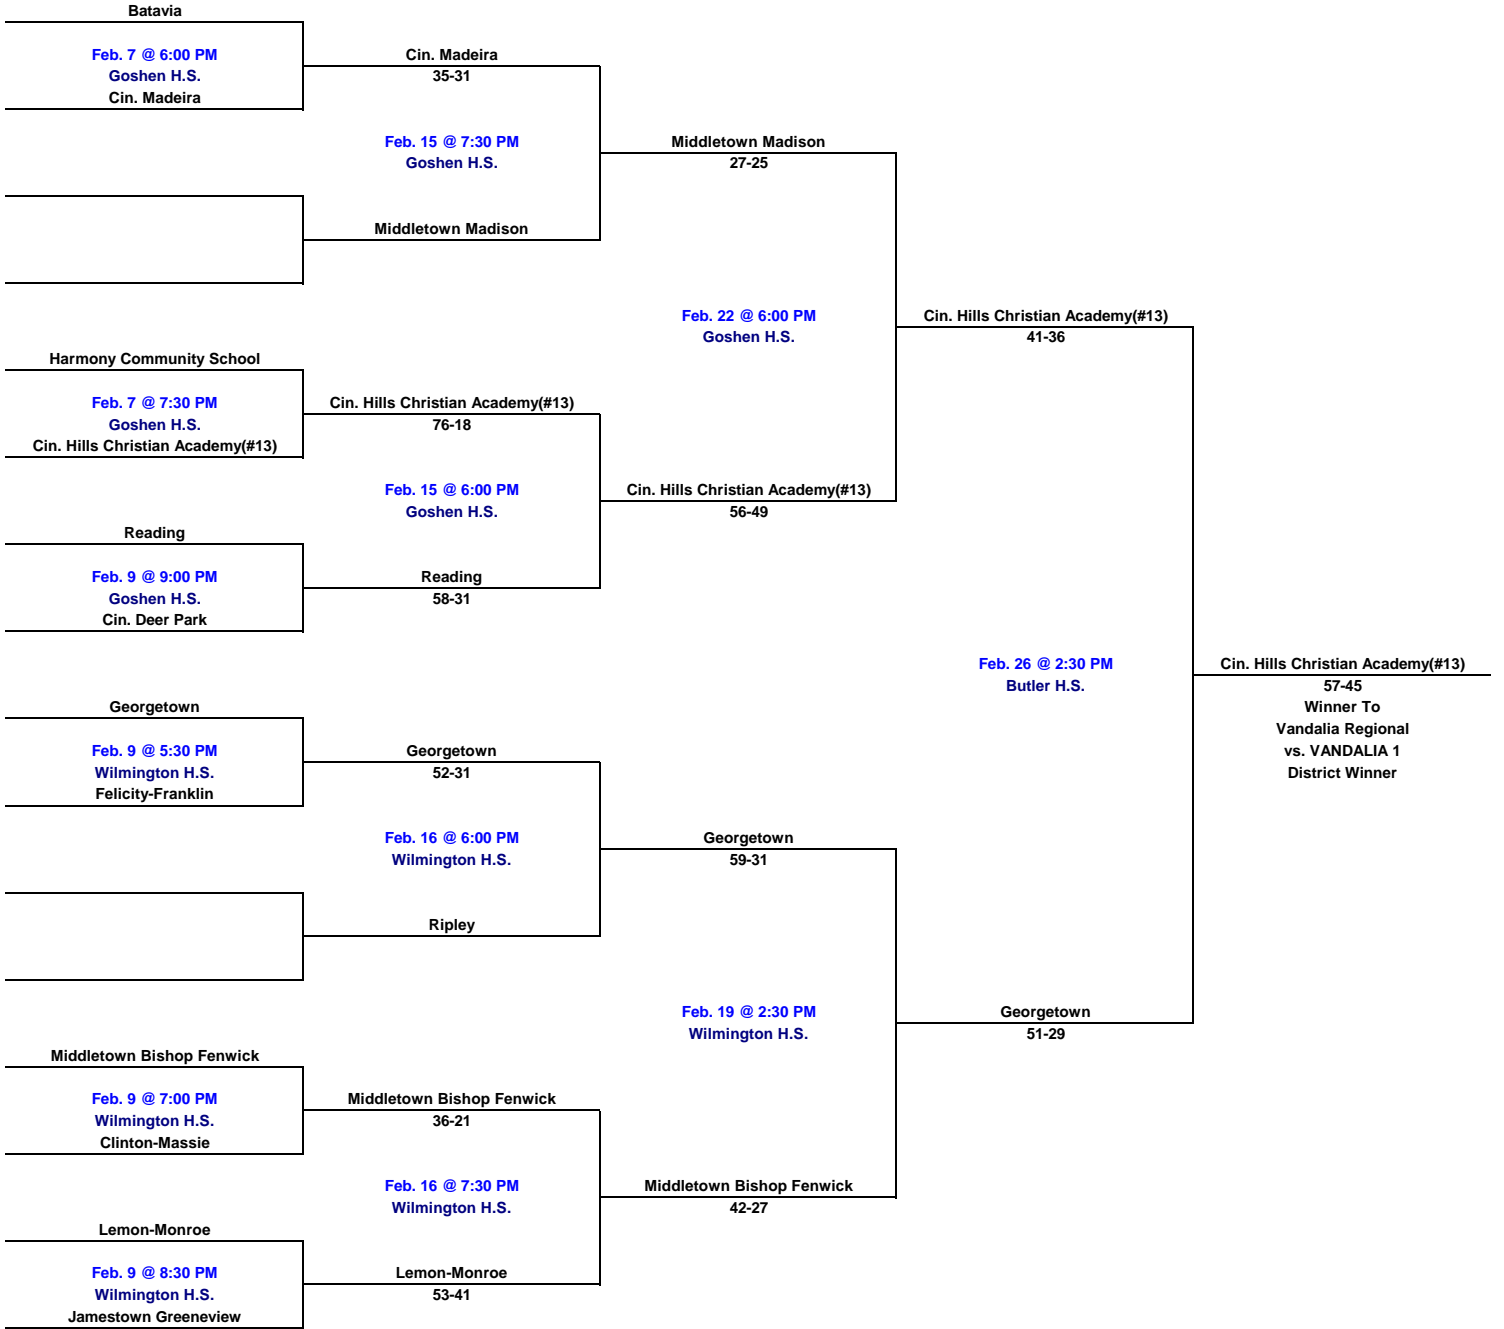 Batavia
Feb. 7 @ 6:00 PM
Goshen H.S.
Cin. Madeira
Cin. Madeira
35-31
Feb. 15 @ 7:30 PM
Goshen H.S.
Middletown Madison
27-25
Middletown Madison
Feb. 22 @ 6:00 PM
Goshen H.S.
Cin. Hills Christian Academy(#13)
41-36
Harmony Community School
Feb. 7 @ 7:30 PM
Goshen H.S.
Cin. Hills Christian Academy(#13)
Cin. Hills Christian Academy(#13)
76-18
Feb. 15 @ 6:00 PM
Goshen H.S.
Cin. Hills Christian Academy(#13)
56-49
Reading
Feb. 9 @ 9:00 PM
Goshen H.S.
Cin. Deer Park
Reading
58-31
Feb. 26 @ 2:30 PM
Butler H.S.
Cin. Hills Christian Academy(#13)
57-45
Winner To
Vandalia Regional
vs. VANDALIA 1
District Winner
Georgetown
Feb. 9 @ 5:30 PM
Wilmington H.S.
Felicity-Franklin
Georgetown
52-31
Feb. 16 @ 6:00 PM
Wilmington H.S.
Georgetown
59-31
Ripley
Feb. 19 @ 2:30 PM
Wilmington H.S.
Georgetown
51-29
Middletown Bishop Fenwick
Feb. 9 @ 7:00 PM
Wilmington H.S.
Clinton-Massie
Middletown Bishop Fenwick
36-21
Feb. 16 @ 7:30 PM
Wilmington H.S.
Middletown Bishop Fenwick
42-27
Lemon-Monroe
Feb. 9 @ 8:30 PM
Wilmington H.S.
Jamestown Greeneview
Lemon-Monroe
53-41